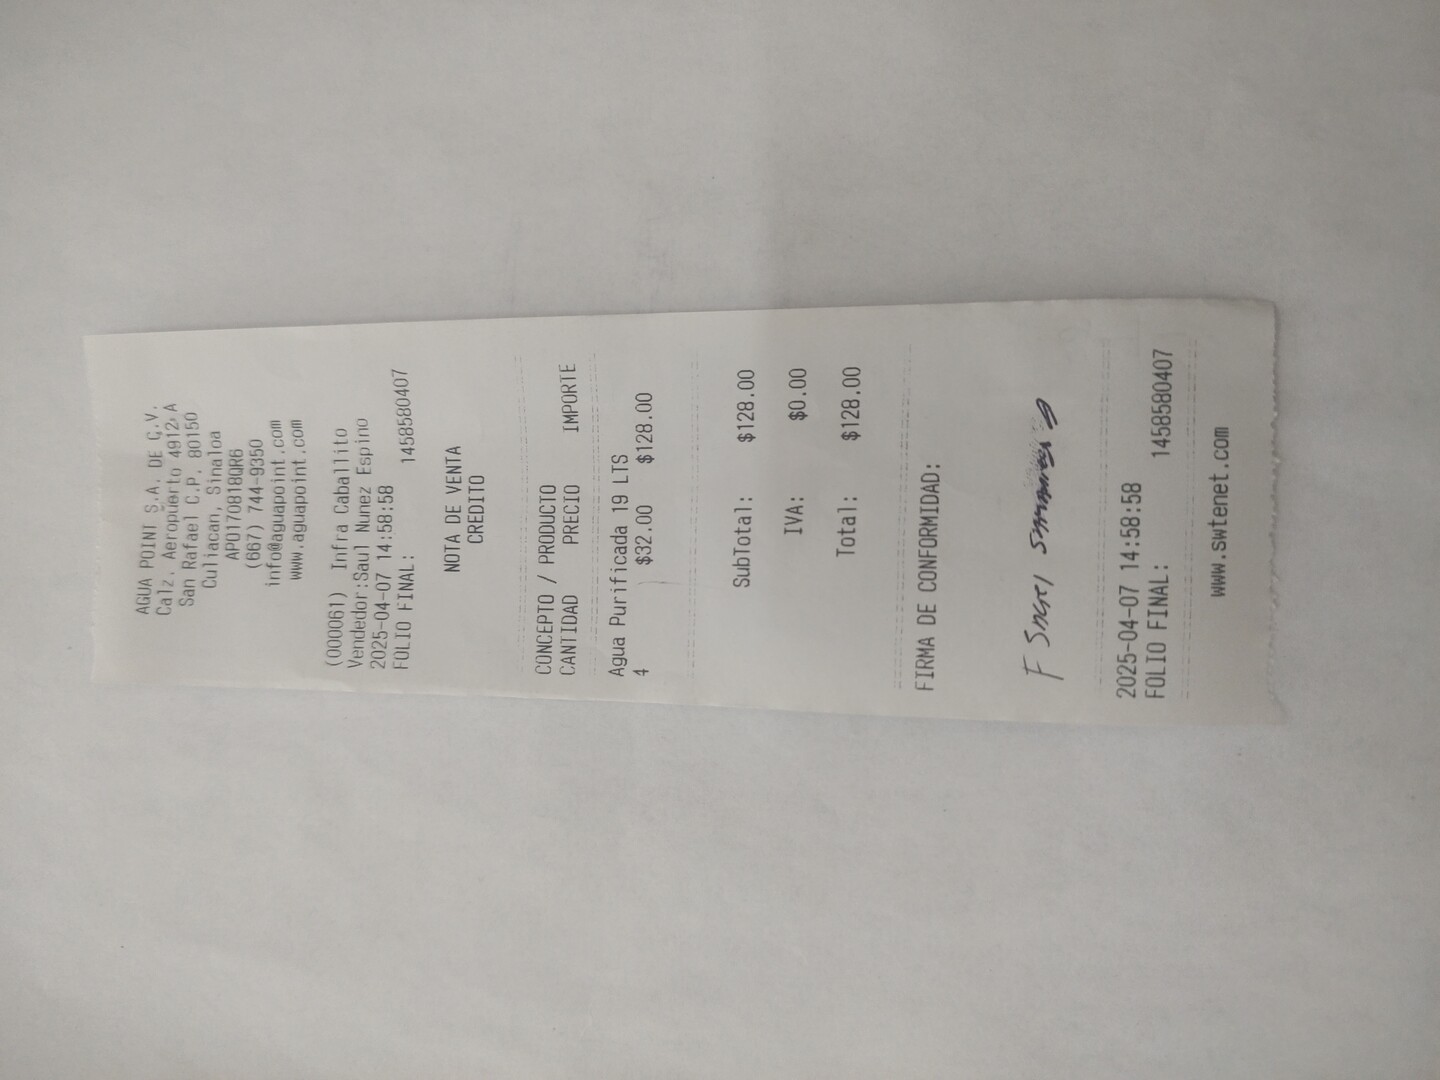 AGUA POINT S.A. DE C.V.
Calz. Aeropuerto 4912 A
San Rafael C.P. 80150
Culiacan, Sinaloa
APO170818QR6
(667) 744-9350
info@aguapoint.com
www.aguapoint.com
(000061) Infra Caballito
Vendedor:Saul Nunez Espino
2025-04-07 14:58:58
FOLIO FINAL: 1458580407
NOTA DE VENTA
CREDITO
CONCEPTO / PRODUCTO
CANTIDAD PRECIO IMPORTE
Agua Purificada 19 LTS
4 $32.00 $128.00
SubTotal: $128.00
IVA: $0.00
Total: $128.00
FIRMA DE CONFORMIDAD:
F
2025-04-07 14:58:58
FOLIO FINAL:
1458580407
www.swtenet.com